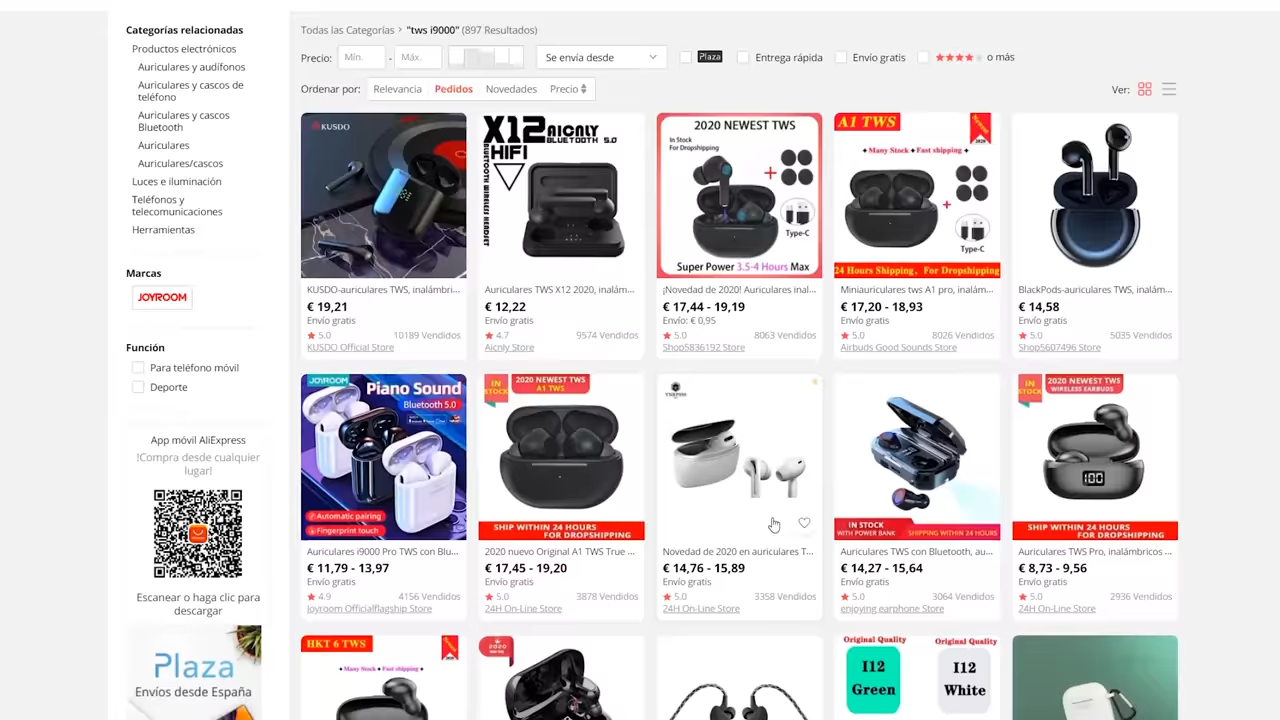 Categorías relacionadas
Productos electrónicos
Auriculares y audífonos
Auriculares y cascos de
teléfono
Auriculares y cascos
Bluetooth
Auriculares
Auriculares/cascos
Luces e iluminación
Teléfonos y
telecomunicaciones
Herramientas
Marcas
JOYROOM
Función
Para teléfono móvil
Deporte
App móvil AliExpress
!Compra desde cualquier
lugar!
Escanear o haga clic para
descargar
Plaza
Envíos desde España
Todas las Categorías > "tws i9000" (897 Resultados)
Precio: Mín. - Máx. Se envia desde Plaza Entrega rápida Envío gratis o más
Ordenar por: Relevancia Pedidos Novedades Precio
Ver:
KUSDO
KUSDO-auriculares TWS, inalámbri...
€ 19,21
Envío gratis
5.0 10189 Vendidos
KUSDO Official Store
X12 AICNLY
BLUETOOTH 5.0
HIFI
BLUETOOTH WIRELESS HEADSET
Auriculares TWS X12 2020, inalám...
€ 12,22
Envío gratis
4.7 9574 Vendidos
Aicnly Store
2020 NEWEST TWS
In Stock
For Dropshipping
+
Type-C
Super Power 3.5-4 Hours Max
¡Novedad de 2020! Auriculares inal...
€ 17,44 - 19,19
Envío: € 0,95
5.0 8063 Vendidos
Shop5836192 Store
A1 TWS
Many Stock Fast shipping
+
Type-C
24 Hours Shipping, For Dropshipping
Miniauriculares tws A1 pro, inalám...
€ 17,20 - 18,93
Envío gratis
5.0 8026 Vendidos
Airbuds Good Sounds Store
BlackPods-auriculares TWS, inalám...
€ 14,58
Envío gratis
5.0 5035 Vendidos
Shop5607496 Store
JOYROOM
Piano Sound
Bluetooth 5.0
Automatic pairing
Fingerprint touch
Auriculares i9000 Pro TWS con Blu...
€ 11,79 - 13,97
Envío gratis
4.9 4156 Vendidos
Joyroom Officialflagship Store
IN
STOCK
2020 NEWEST TWS
A1 TWS
SHIP WITHIN 24 HOURS
FOR DROPSHIPPING
2020 nuevo Original A1 TWS True ...
€ 17,45 - 19,20
Envío gratis
5.0 3878 Vendidos
24H On-Line Store
Novedad de 2020 en auriculares T...
€ 14,76 - 15,89
Envío gratis
5.0 3358 Vendidos
24H On-Line Store
IN STOCK
WITH POWER BANK
SHIPPING WITHIN 24 HOURS
Auriculares TWS con Bluetooth, au...
€ 14,27 - 15,64
Envío gratis
5.0 3064 Vendidos
enjoying earphone Store
IN
STOCK
2020 NEWEST TWS
WIRELESS EARBUDS
100
SHIP WITHIN 24 HOURS
FOR DROPSHIPPING
Auriculares TWS Pro, inalámbricos ...
€ 8,73 - 9,56
Envío gratis
5.0 2936 Vendidos
24H On-Line Store
HKT 6 TWS
Many Stock Fast shipping
2020
Original Quality Original Quality
I12
Green
I12
White